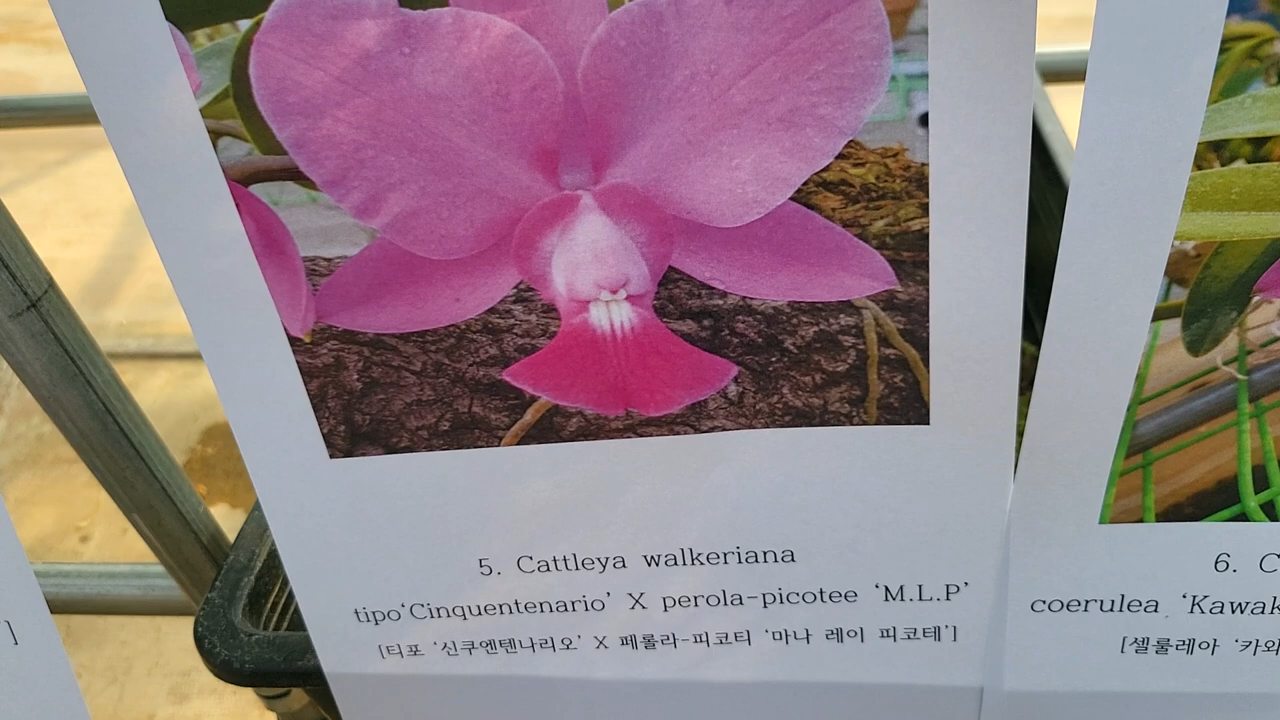 5. Cattleya walkeriana
tipo‘Cinquentenario’ X perola-picotee ‘M.L.P’
[티포 ‘신쿠엔텐나리오’ X 페롤라-피코티 ‘마나 레이 피코테’]
6. C
coerulea ‘Kawak
[셀룰레아 ‘카와
’]